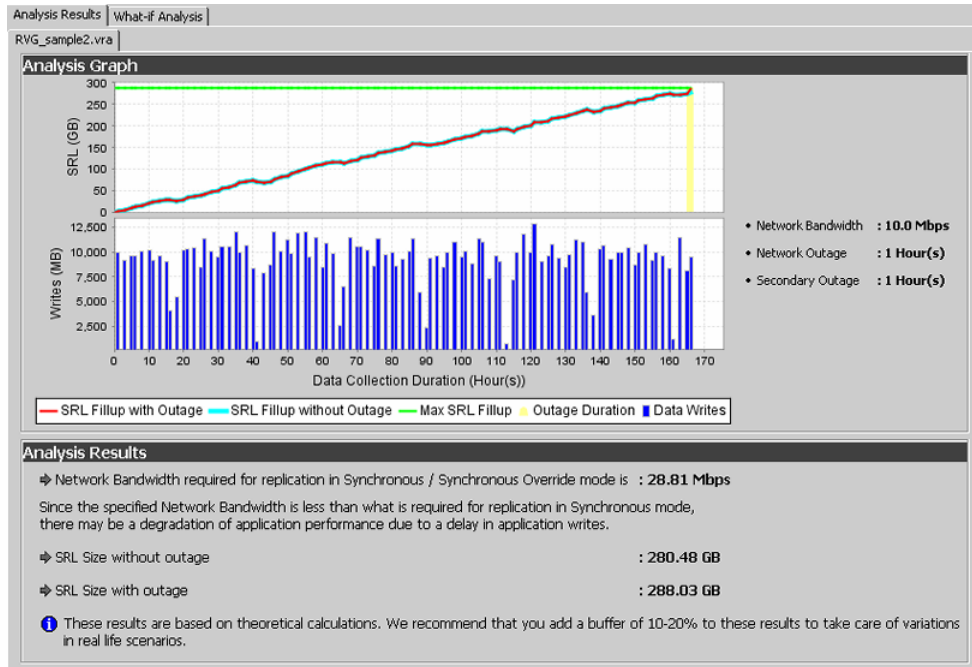 Analysis Results
What-if Analysis
RVG_sample2.vra
Analysis Graph
SRL (GB)
300
250
200
150
100
50
0
Writes (MB)
12,500
10,000
7,500
5,000
2,500
0 10 20 30 40 50 60 70 80 90 100 110 120 130 140 150 160 170
Data Collection Duration (Hour(s))
• Network Bandwidth : 10.0 Mbps
• Network Outage : 1 Hour(s)
• Secondary Outage : 1 Hour(s)
SRL Fillup with Outage SRL Fillup without Outage Max SRL Fillup Outage Duration Data Writes
Analysis Results
Network Bandwidth required for replication in Synchronous / Synchronous Override mode is : 28.81 Mbps
Since the specified Network Bandwidth is less than what is required for replication in Synchronous mode,
there may be a degradation of application performance due to a delay in application writes.
SRL Size without outage : 280.48 GB
SRL Size with outage : 288.03 GB
These results are based on theoretical calculations. We recommend that you add a buffer of 10-20% to these results to take care of variations
in real life scenarios.